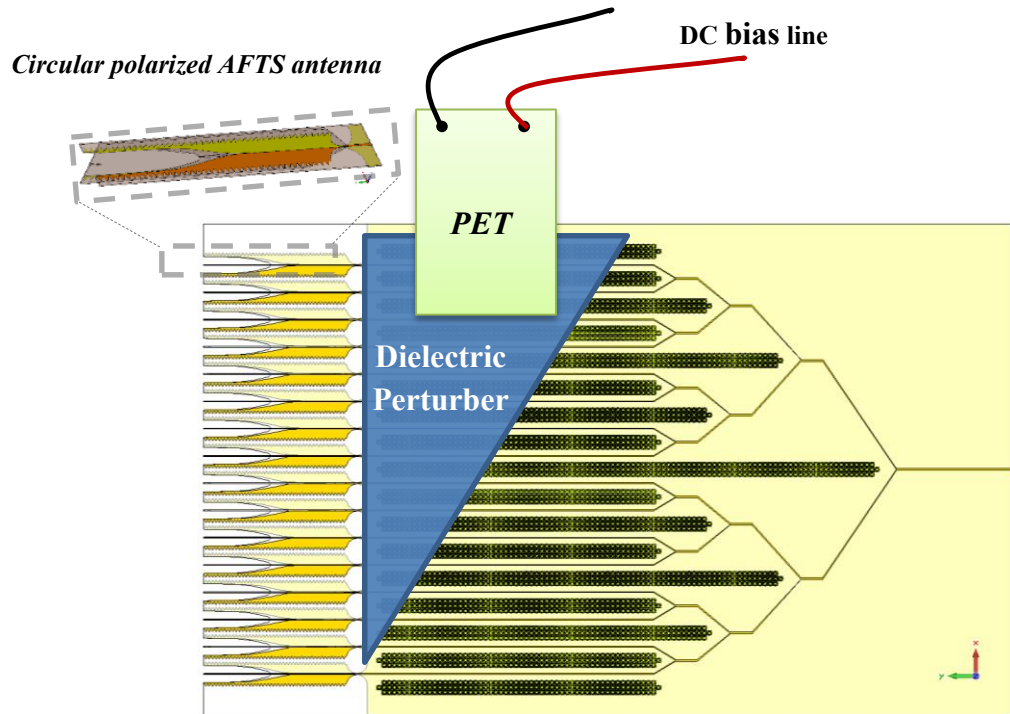 DC bias line
Circular polarized AFTS antenna
PET
Dielectric
Perturber
x
y